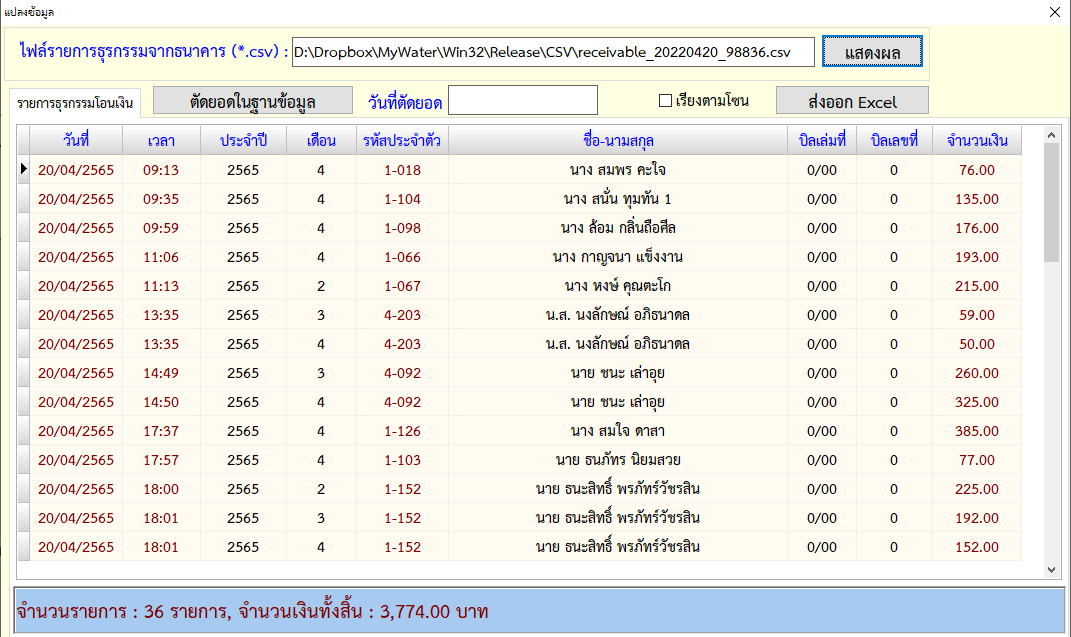 แปลงข้อมูล
ไฟล์รายการธุรกรรมจากธนาคาร (*.csv) : D:\Dropbox\MyWater\Win32\Release\CSV\receivable_20220420_98836.csv แสดงผล
รายการธุรกรรมโอนเงิน ตัดยอดในฐานข้อมูล วันที่ตัดยอด เรียงตามโซน ส่งออก Excel
วันที่ เวลา ประจำปี เดือน รหัสประจำตัว ชื่อ-นามสกุล บิลเล่มที่ บิลเลขที่ จำนวนเงิน
20/04/2565 09:13 2565 4 1-018 นาง สมพร คะใจ 0/00 0 76.00
20/04/2565 09:35 2565 4 1-104 นาง สนั่น ทุมทัน 1 0/00 0 135.00
20/04/2565 09:59 2565 4 1-098 นาง ล้อม กลิ่นถือศีล 0/00 0 176.00
20/04/2565 11:06 2565 4 1-066 นาง กาญจนา แข็งงาน 0/00 0 193.00
20/04/2565 11:13 2565 2 1-067 นาง หงษ์ คุณตะโก 0/00 0 215.00
20/04/2565 13:35 2565 3 4-203 น.ส. นงลักษณ์ อภิธนาดล 0/00 0 59.00
20/04/2565 13:35 2565 4 4-203 น.ส. นงลักษณ์ อภิธนาดล 0/00 0 50.00
20/04/2565 14:49 2565 3 4-092 นาย ชนะ เล่าอุย 0/00 0 260.00
20/04/2565 14:50 2565 4 4-092 นาย ชนะ เล่าอุย 0/00 0 325.00
20/04/2565 17:37 2565 4 1-126 นาง สมใจ ดาสา 0/00 0 385.00
20/04/2565 17:57 2565 4 1-103 นาย ธนภัทร นิยมสวย 0/00 0 77.00
20/04/2565 18:00 2565 2 1-152 นาย ธนะสิทธิ์ พรภัทร์วัชรสิน 0/00 0 225.00
20/04/2565 18:01 2565 3 1-152 นาย ธนะสิทธิ์ พรภัทร์วัชรสิน 0/00 0 192.00
20/04/2565 18:01 2565 4 1-152 นาย ธนะสิทธิ์ พรภัทร์วัชรสิน 0/00 0 152.00
จำนวนรายการ : 36 รายการ, จำนวนเงินทั้งสิ้น : 3,774.00 บาท